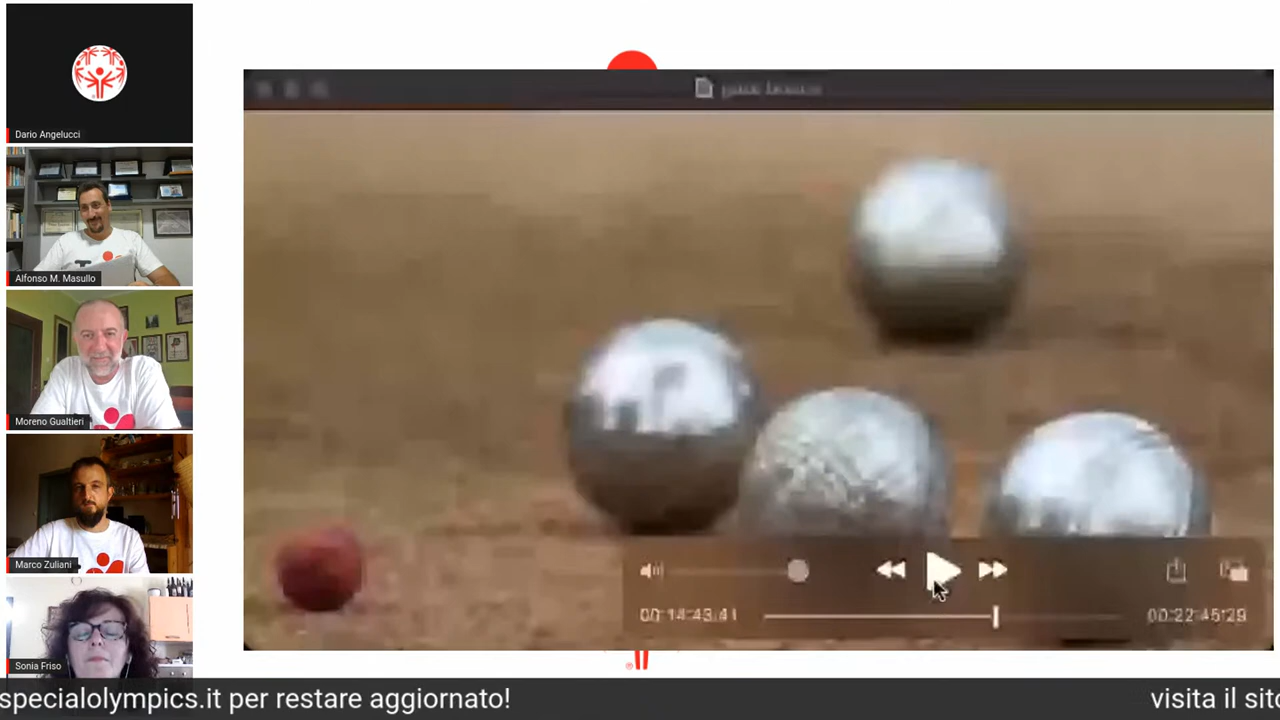 Dario Angelucci
Alfonso M. Masullo
Moreno Gualtieri
Marco Zuliani
Sonia Friso
00:14:43:41
00:22:45:29
specialolympics.it per restare aggiornato!
visita il sito